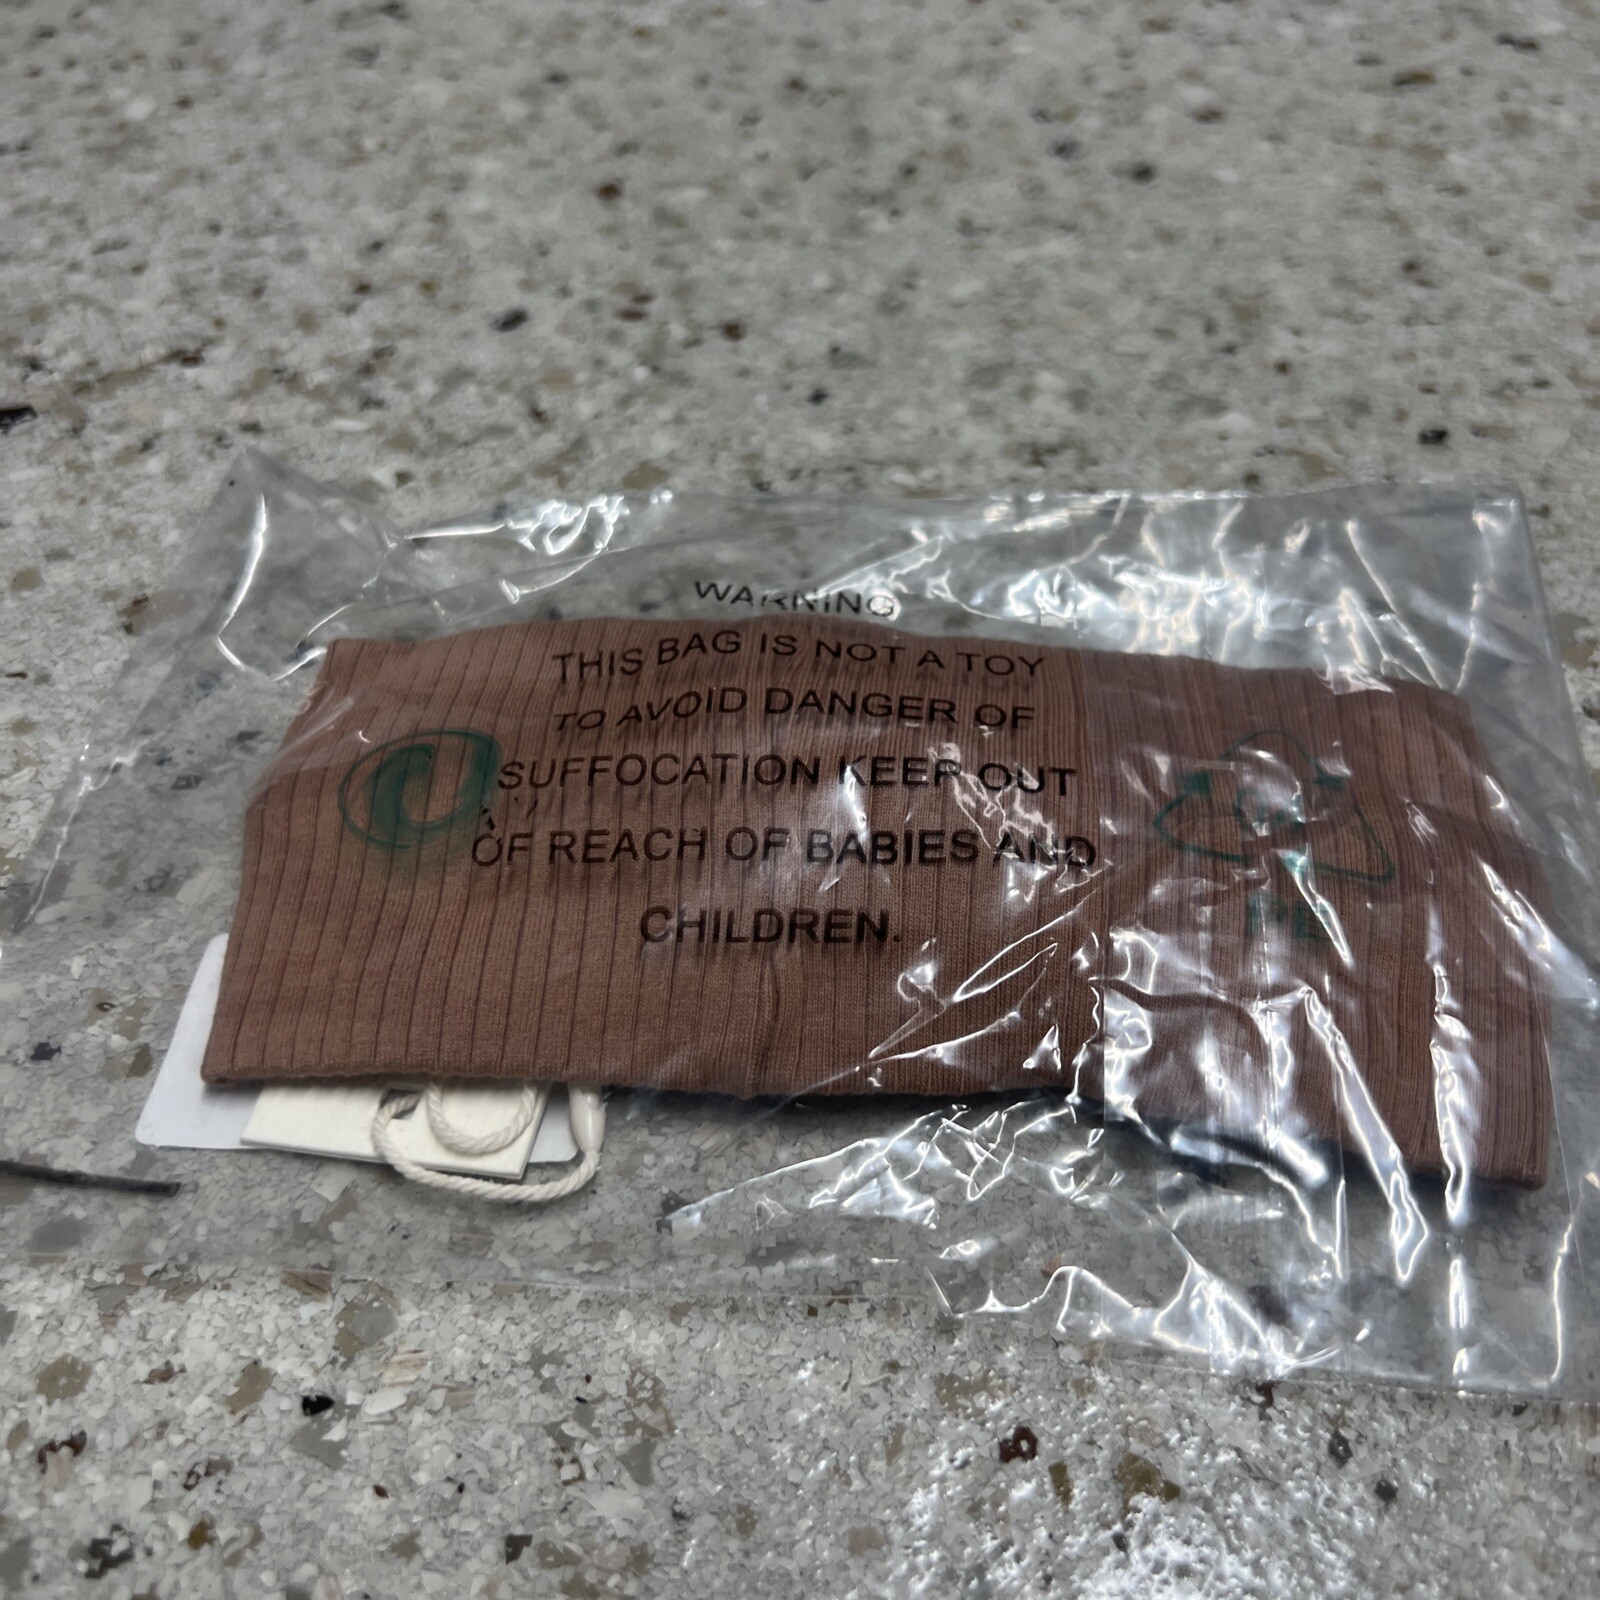 WARNING
THIS BAG IS NOT A TOY
TO AVOID DANGER OF
SUFFOCATION KEEP OUT
OF REACH OF BABIES AND
CHILDREN.